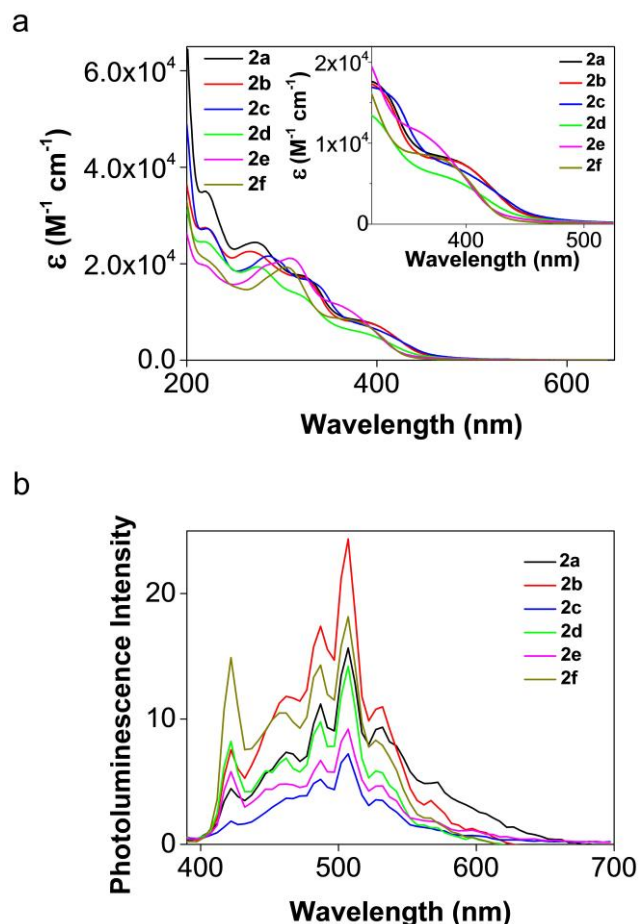 a
ε (M⁻¹ cm⁻¹)
6.0x10⁴
4.0x10⁴
2.0x10⁴
0.0
200
400
600
Wavelength (nm)
2a
2b
2c
2d
2e
2f
ε (M⁻¹ cm⁻¹)
2x10⁴
1x10⁴
0
400
500
Wavelength (nm)
2a
2b
2c
2d
2e
2f
b
Photoluminescence Intensity
20
10
0
400
500
600
700
Wavelength (nm)
2a
2b
2c
2d
2e
2f